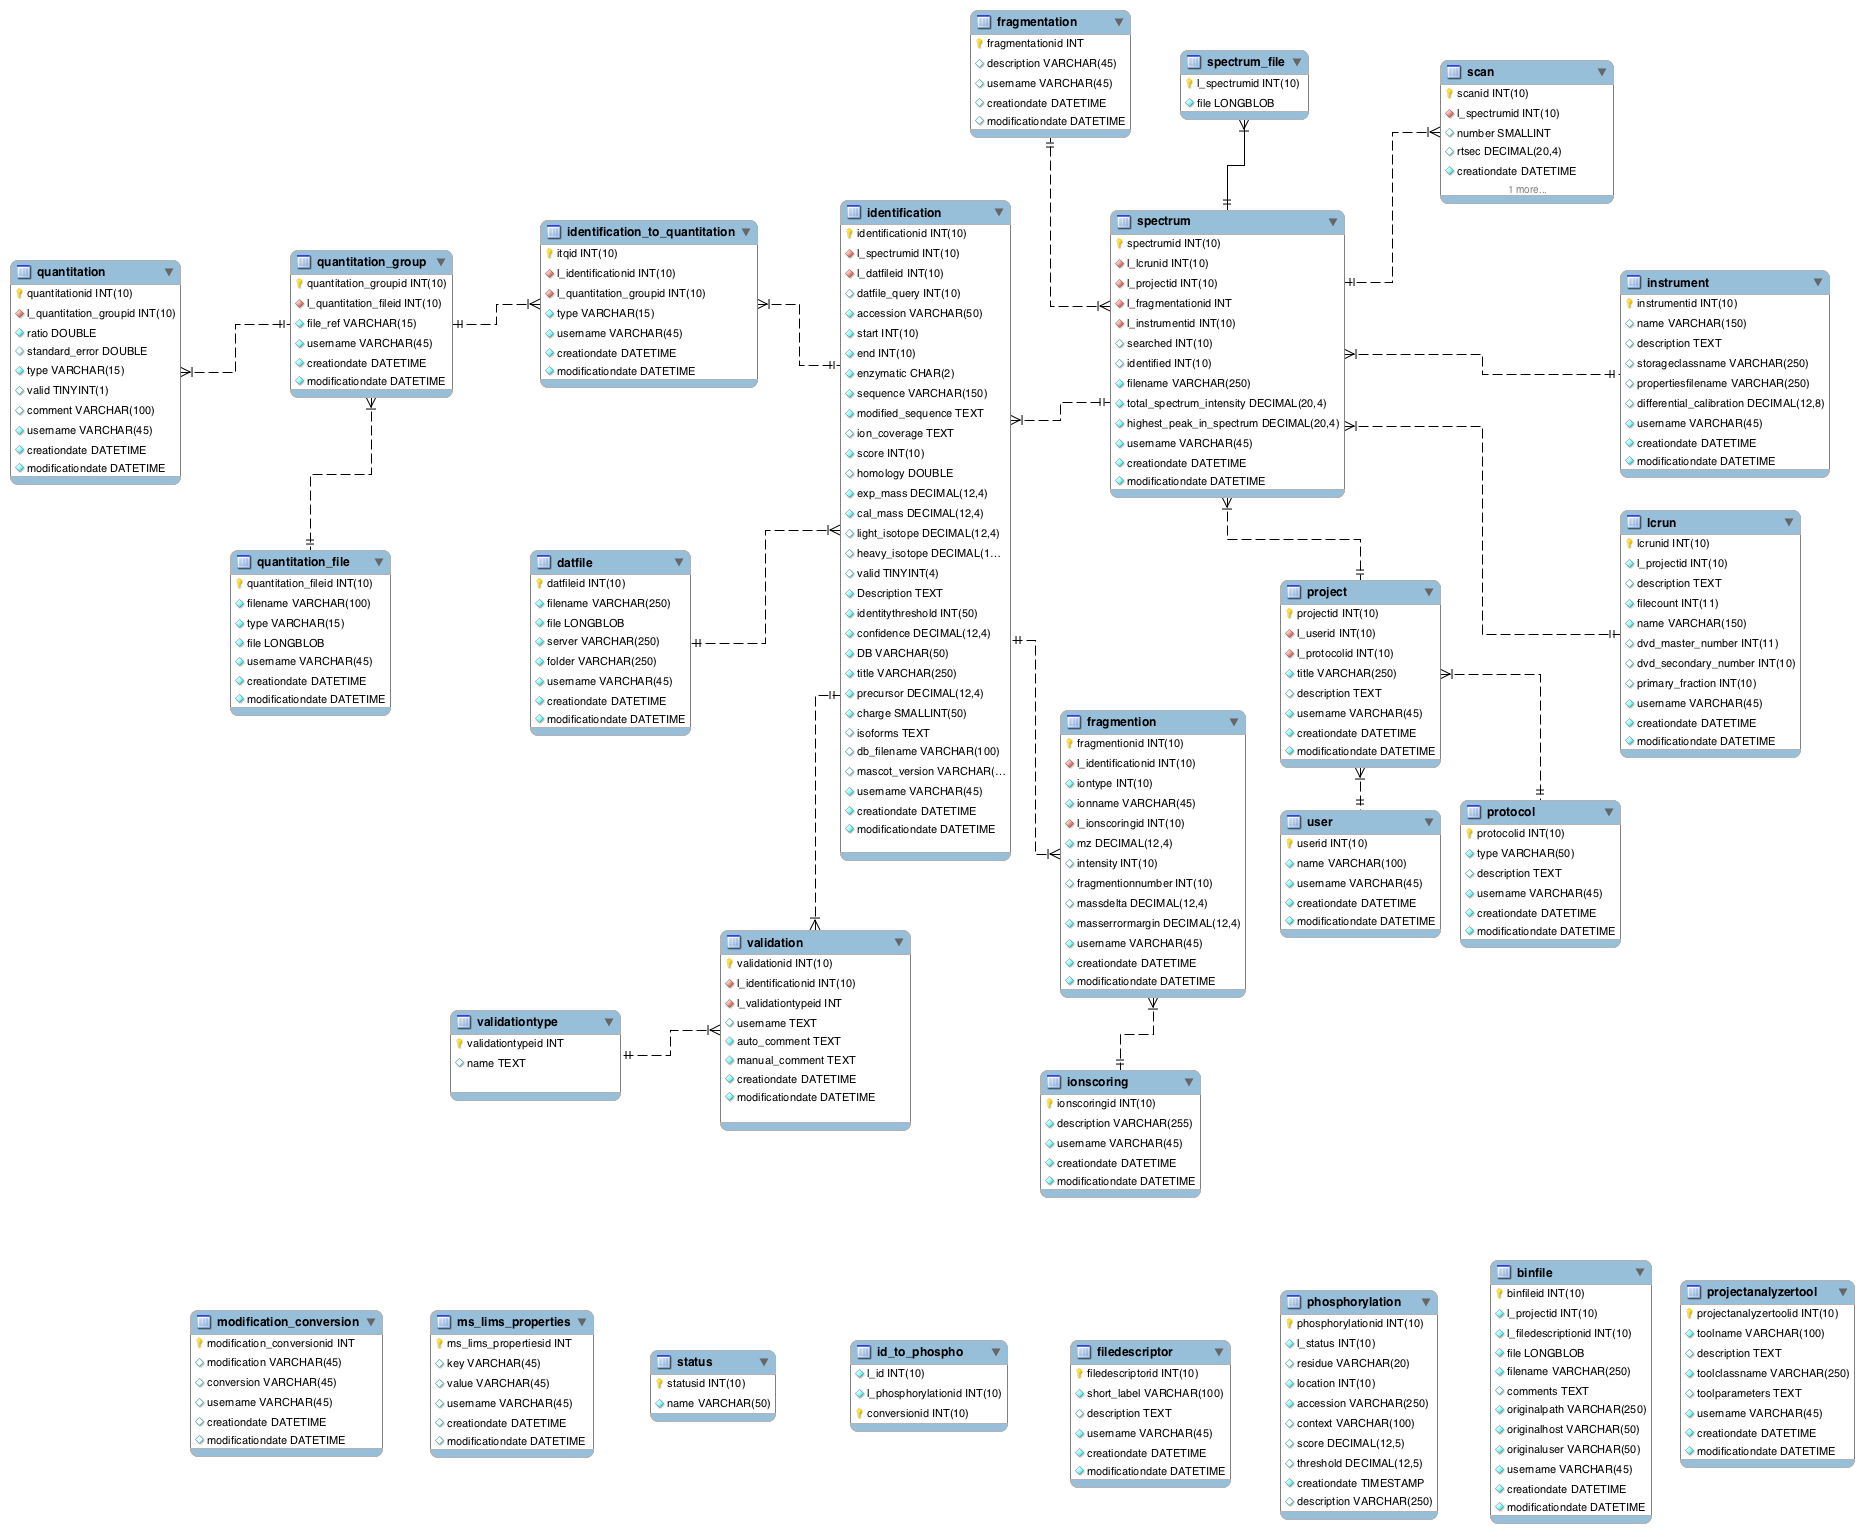 fragmentation
fragmentationid INT
description VARCHAR(45)
username VARCHAR(45)
creationdate DATETIME
modificationdate DATETIME
spectrum_file
l_spectrumid INT(10)
file LONGBLOB
scan
scanid INT(10)
l_spectrumid INT(10)
number SMALLINT
rtsec DECIMAL(20,4)
creationdate DATETIME
1 more...
quantitation
quantitationid INT(10)
l_quantitation_groupid INT(10)
ratio DOUBLE
standard_error DOUBLE
type VARCHAR(15)
valid TINYINT(1)
comment VARCHAR(100)
username VARCHAR(45)
creationdate DATETIME
modificationdate DATETIME
quantitation_group
quantitation_groupid INT(10)
l_quantitation_fileid INT(10)
file_ref VARCHAR(15)
username VARCHAR(45)
creationdate DATETIME
modificationdate DATETIME
identification_to_quantitation
itqid INT(10)
l_identificationid INT(10)
l_quantitation_groupid INT(10)
type VARCHAR(15)
username VARCHAR(45)
creationdate DATETIME
modificationdate DATETIME
identification
identificationid INT(10)
l_spectrumid INT(10)
l_datfileid INT(10)
datfile_query INT(10)
accession VARCHAR(50)
start INT(10)
end INT(10)
enzymatic CHAR(2)
sequence VARCHAR(150)
modified_sequence TEXT
ion_coverage TEXT
score INT(10)
homology DOUBLE
exp_mass DECIMAL(12,4)
cal_mass DECIMAL(12,4)
light_isotope DECIMAL(12,4)
heavy_isotope DECIMAL(1...
valid TINYINT(4)
Description TEXT
identitythreshold INT(50)
confidence DECIMAL(12,4)
DB VARCHAR(50)
title VARCHAR(250)
precursor DECIMAL(12,4)
charge SMALLINT(50)
isoforms TEXT
db_filename VARCHAR(100)
mascot_version VARCHAR(...
username VARCHAR(45)
creationdate DATETIME
modificationdate DATETIME
spectrum
spectrumid INT(10)
l_lcrunid INT(10)
l_projectid INT(10)
l_fragmentationid INT
l_instrumentid INT(10)
searched INT(10)
identified INT(10)
filename VARCHAR(250)
total_spectrum_intensity DECIMAL(20,4)
highest_peak_in_spectrum DECIMAL(20,4)
username VARCHAR(45)
creationdate DATETIME
modificationdate DATETIME
instrument
instrumentid INT(10)
name VARCHAR(150)
description TEXT
storageclassname VARCHAR(250)
propertiesfilename VARCHAR(250)
differential_calibration DECIMAL(12,8)
username VARCHAR(45)
creationdate DATETIME
modificationdate DATETIME
quantitation_file
quantitation_fileid INT(10)
filename VARCHAR(100)
type VARCHAR(15)
file LONGBLOB
username VARCHAR(45)
creationdate DATETIME
modificationdate DATETIME
datfile
datfileid INT(10)
filename VARCHAR(250)
file LONGBLOB
server VARCHAR(250)
folder VARCHAR(250)
username VARCHAR(45)
creationdate DATETIME
modificationdate DATETIME
lcrun
lcrunid INT(10)
l_projectid INT(10)
description TEXT
filecount INT(11)
name VARCHAR(150)
dvd_master_number INT(11)
dvd_secondary_number INT(10)
primary_fraction INT(10)
username VARCHAR(45)
creationdate DATETIME
modificationdate DATETIME
project
projectid INT(10)
l_userid INT(10)
l_protocolid INT(10)
title VARCHAR(250)
description TEXT
username VARCHAR(45)
creationdate DATETIME
modificationdate DATETIME
fragmention
fragmentionid INT(10)
l_identificationid INT(10)
iontype INT(10)
ionname VARCHAR(45)
l_ionscoringid INT(10)
mz DECIMAL(12,4)
intensity INT(10)
fragmentionnumber INT(10)
massdelta DECIMAL(12,4)
masserrormargin DECIMAL(12,4)
username VARCHAR(45)
creationdate DATETIME
modificationdate DATETIME
user
userid INT(10)
name VARCHAR(100)
username VARCHAR(45)
creationdate DATETIME
modificationdate DATETIME
protocol
protocolid INT(10)
type VARCHAR(50)
description TEXT
username VARCHAR(45)
creationdate DATETIME
modificationdate DATETIME
validation
validationid INT(10)
l_identificationid INT(10)
l_validationtypeid INT
username TEXT
auto_comment TEXT
manual_comment TEXT
creationdate DATETIME
modificationdate DATETIME
validationtype
validationtypeid INT
name TEXT
ionscoring
ionscoringid INT(10)
description VARCHAR(255)
username VARCHAR(45)
creationdate DATETIME
modificationdate DATETIME
modification_conversion
modification_conversionid INT
modification VARCHAR(45)
conversion VARCHAR(45)
username VARCHAR(45)
creationdate DATETIME
modificationdate DATETIME
ms_lims_properties
ms_lims_propertiesid INT
key VARCHAR(45)
value VARCHAR(45)
username VARCHAR(45)
creationdate DATETIME
modificationdate DATETIME
status
statusid INT(10)
name VARCHAR(50)
id_to_phospho
l_id INT(10)
l_phosphorylationid INT(10)
conversionid INT(10)
filedescriptor
filedescriptorid INT(10)
short_label VARCHAR(100)
description TEXT
username VARCHAR(45)
creationdate DATETIME
modificationdate DATETIME
phosphorylation
phosphorylationid INT(10)
l_status INT(10)
residue VARCHAR(20)
location INT(10)
accession VARCHAR(250)
context VARCHAR(100)
score DECIMAL(12,5)
threshold DECIMAL(12,5)
creationdate TIMESTAMP
description VARCHAR(250)
binfile
binfileid INT(10)
l_projectid INT(10)
l_filedescriptionid INT(10)
file LONGBLOB
filename VARCHAR(250)
comments TEXT
originalpath VARCHAR(250)
originalhost VARCHAR(50)
originaluser VARCHAR(50)
username VARCHAR(45)
creationdate DATETIME
modificationdate DATETIME
projectanalyzertool
projectanalyzertoolid INT(10)
toolname VARCHAR(100)
description TEXT
toolclassname VARCHAR(250)
toolparameters TEXT
username VARCHAR(45)
creationdate DATETIME
modificationdate DATETIME